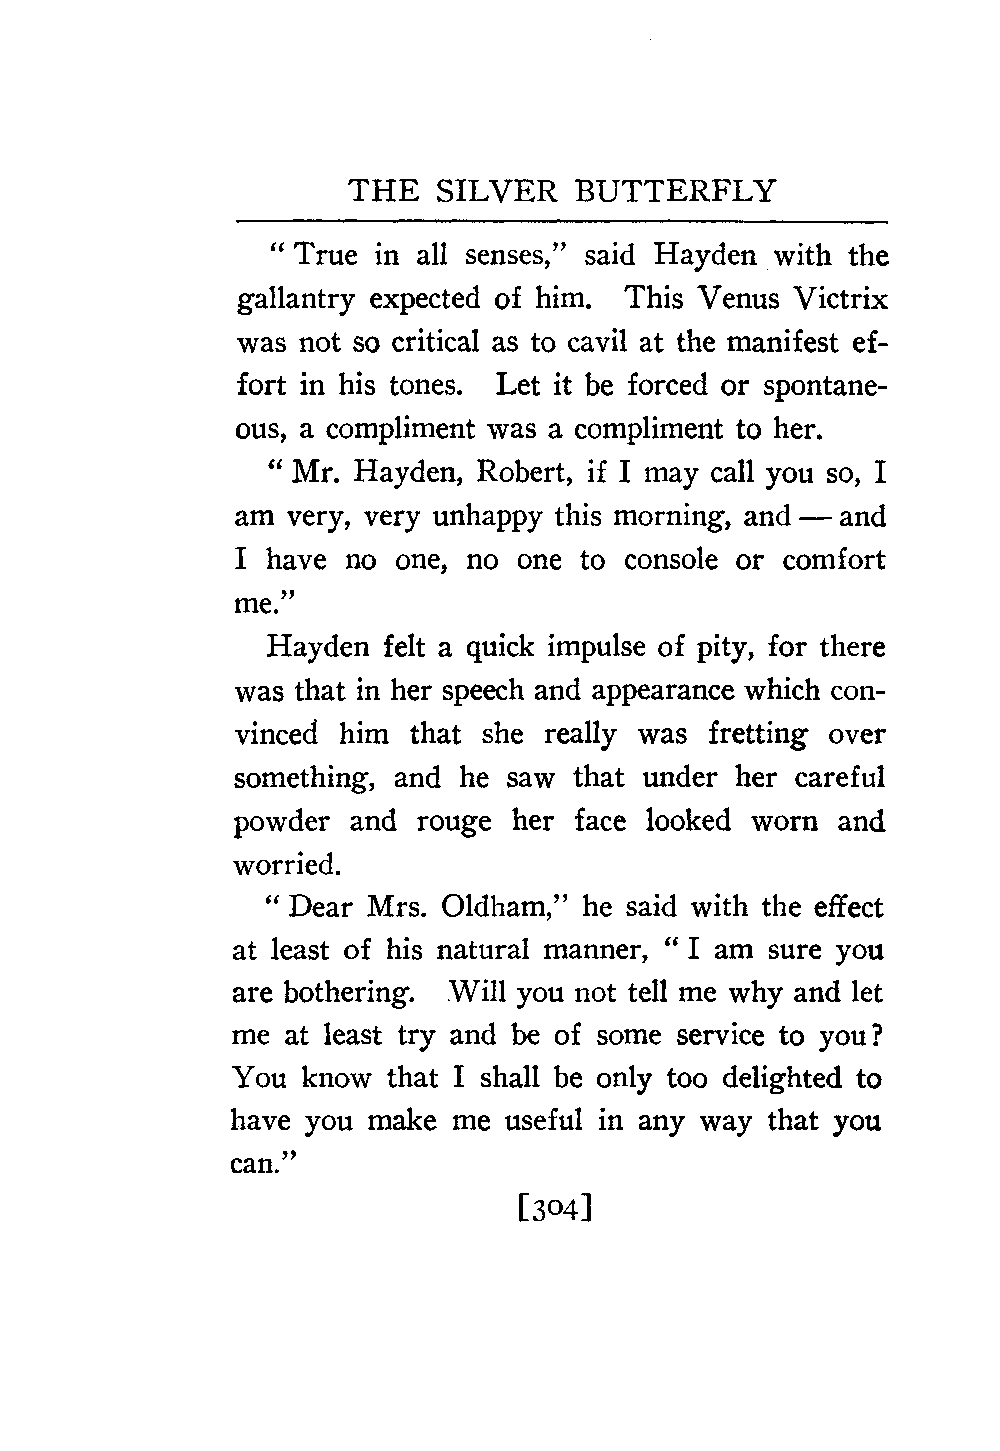 THE SILVER BUTTERFLY
“ True in all senses,” said Hayden with the
gallantry expected of him. This Venus Victrix
was not so critical as to cavil at the manifest ef-
fort in his tones. Let it be forced or spontane-
ous, a compliment was a compliment to her.
“ Mr. Hayden, Robert, if I may call you so, I
am very, very unhappy this morning, and — and
I have no one, no one to console or comfort
me.”
Hayden felt a quick impulse of pity, for there
was that in her speech and appearance which con-
vinced him that she really was fretting over
something, and he saw that under her careful
powder and rouge her face looked worn and
worried.
“ Dear Mrs. Oldham,” he said with the effect
at least of his natural manner, “ I am sure you
are bothering. Will you not tell me why and let
me at least try and be of some service to you?
You know that I shall be only too delighted to
have you make me useful in any way that you
can.”
[304]